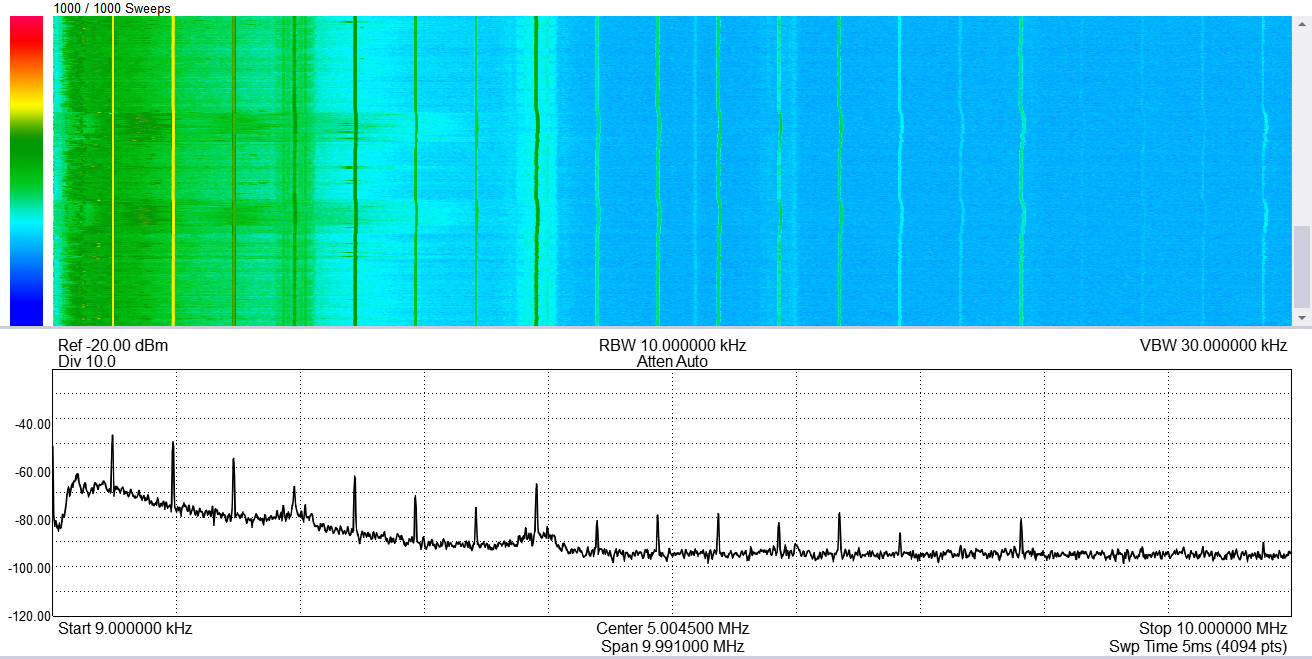 1000 / 1000 Sweeps
Ref -20.00 dBm
RBW 10.000000 kHz
VBW 30.000000 kHz
Div 10.0
Atten Auto
-40.00
-60.00
-80.00
-100.00
-120.00
Start 9.000000 kHz
Center 5.004500 MHz
Stop 10.000000 MHz
Span 9.991000 MHz
Swp Time 5ms (4094 pts)